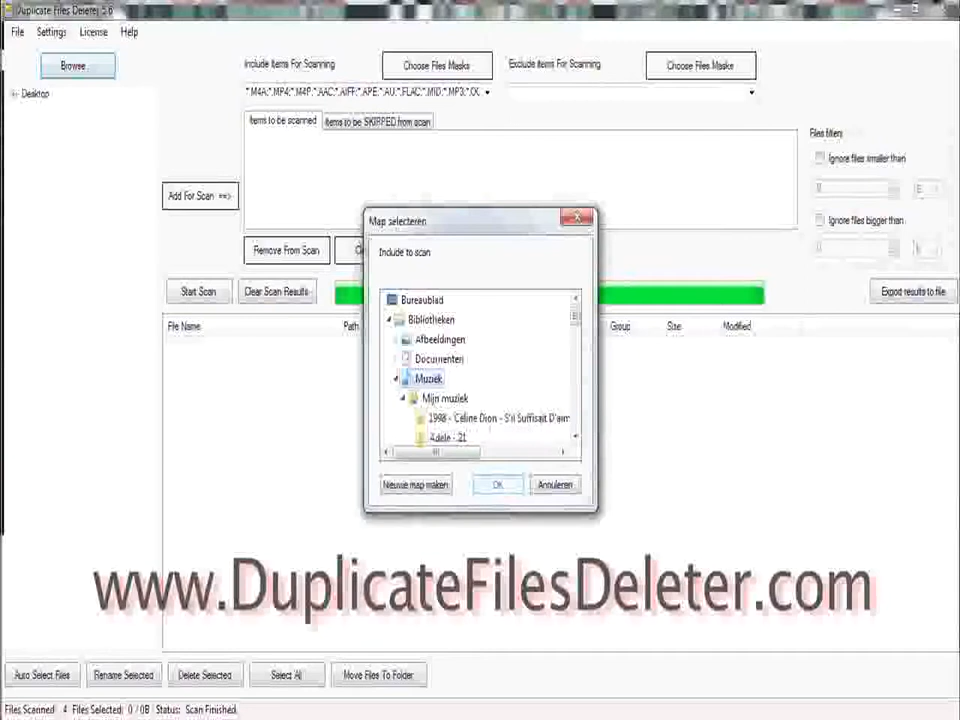 Duplicate Files Deleter 5.6
File Settings License Help
Browse
Include Items For Scanning
Choose Files Masks
Exclude Items For Scanning
Choose Files Masks
*.M4A;*.MP4;*.M4P;*.AAC;*.AIFF;*.APE;*.AU;*.FLAC;*.MID;*.MP3;*.OG
Desktop
Items to be scanned
Items to be SKIPPED from scan
Files filters
Ignore files smaller than
0
B
Add For Scan ==>
Ignore files bigger than
0
Map selecteren
Include to scan
Remove From Scan
Start Scan
Clear Scan Results
Export results to file
Bureaublad
Bibliotheken
Afbeeldingen
Documenten
Muziek
Mijn muziek
1998 - Céline Dion - S'il Suffisait D'aim
Adele - 21
Nieuwe map maken
OK
Annuleren
File Name
Path
Group
Size
Modified
www.DuplicateFilesDeleter.com
Auto Select Files
Rename Selected
Delete Selected
Select All
Move Files To Folder
Files Scanned: 4 Files Selected: 0 / 0B Status: Scan Finished.